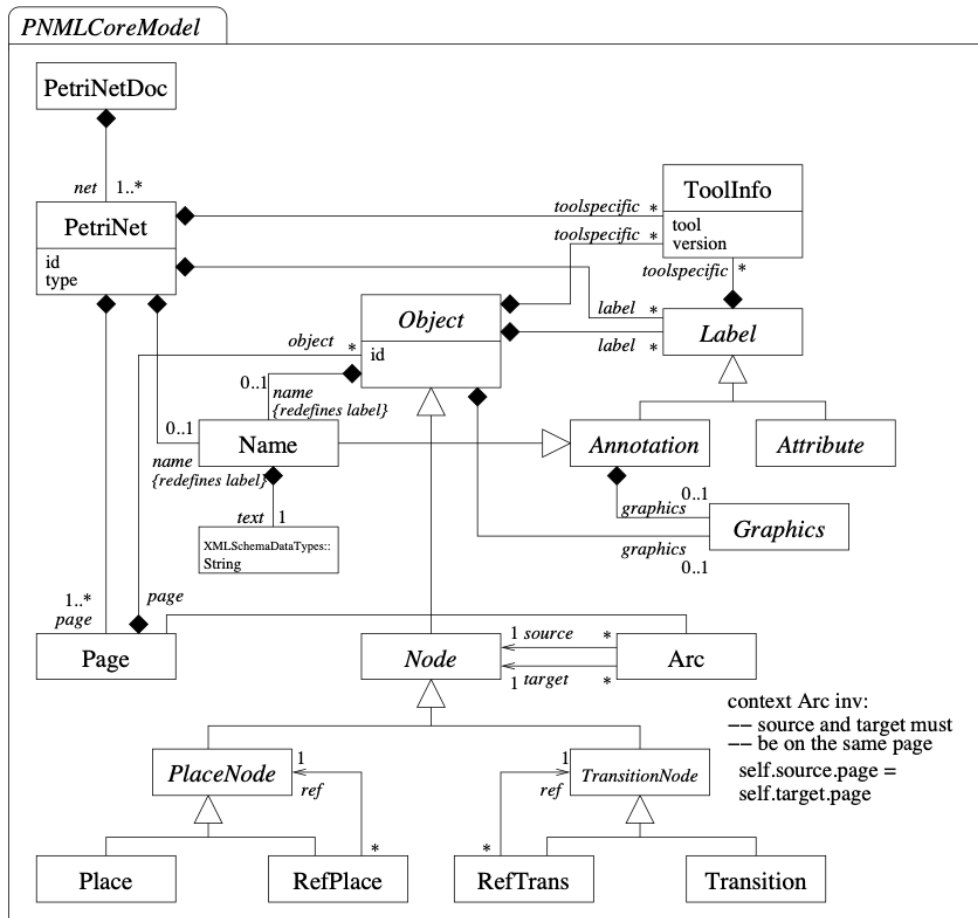 PNMLCoreModel
PetriNetDoc
net 1..*
PetriNet
id
type
toolspecific *
toolspecific *
ToolInfo
tool
version
toolspecific *
Object
id
object *
label *
label *
Label
0..1
name
{redefines label}
0..1
Name
name
{redefines label}
Annotation
Attribute
0..1
graphics
Graphics
graphics
0..1
text 1
XMLSchemaDataTypes::
String
1..*
page
page
Page
Node
1 source *
1 target *
Arc
context Arc inv:
–– source and target must
–– be on the same page
self.source.page =
self.target.page
PlaceNode
1
ref
*
1
ref
*
TransitionNode
Place
RefPlace
RefTrans
Transition